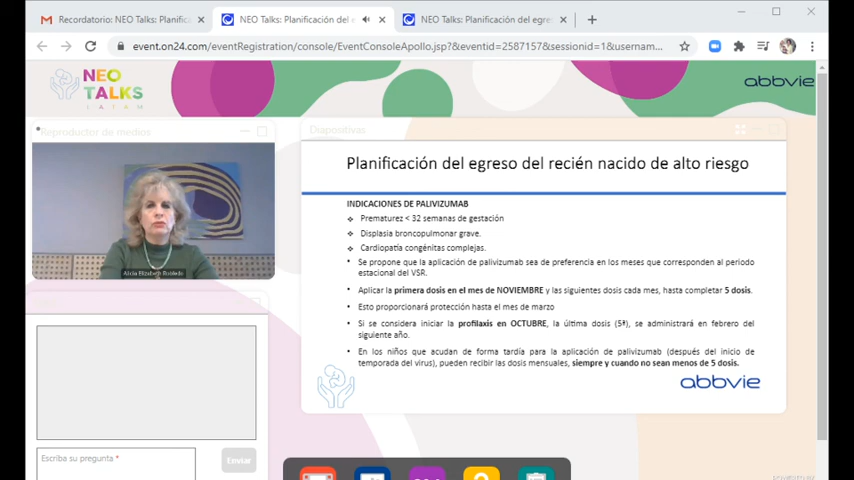 Recordatorio: NEO Talks: Planific
NEO Talks: Planificación del e
NEO Talks: Planificación del egre
event.on24.com/eventRegistration/console/EventConsoleApollo.jsp?&eventid=2587157&sessionid=1&usernam...
NEO
TALKS
LATAM
abbvie
Reproductor de medios
Diapositivas
Planificación del egreso del recién nacido de alto riesgo
INDICACIONES DE PALIVIZUMAB
Prematurez < 32 semanas de gestación
Displasia broncopulmonar grave.
Cardiopatía congénitas complejas.
Se propone que la aplicación de palivizumab sea de preferencia en los meses que corresponden al periodo
estacional del VSR.
Aplicar la primera dosis en el mes de NOVIEMBRE y las siguientes dosis cada mes, hasta completar 5 dosis.
Esto proporcionará protección hasta el mes de marzo
Si se considera iniciar la profilaxis en OCTUBRE, la última dosis (5ª), se administrará en febrero del
siguiente año.
En los niños que acudan de forma tardía para la aplicación de palivizumab (después del inicio de
temporada del virus), pueden recibir las dosis mensuales, siempre y cuando no sean menos de 5 dosis.
abbvie
Alicia Elizabeth Robledo
Escriba su pregunta *
Enviar